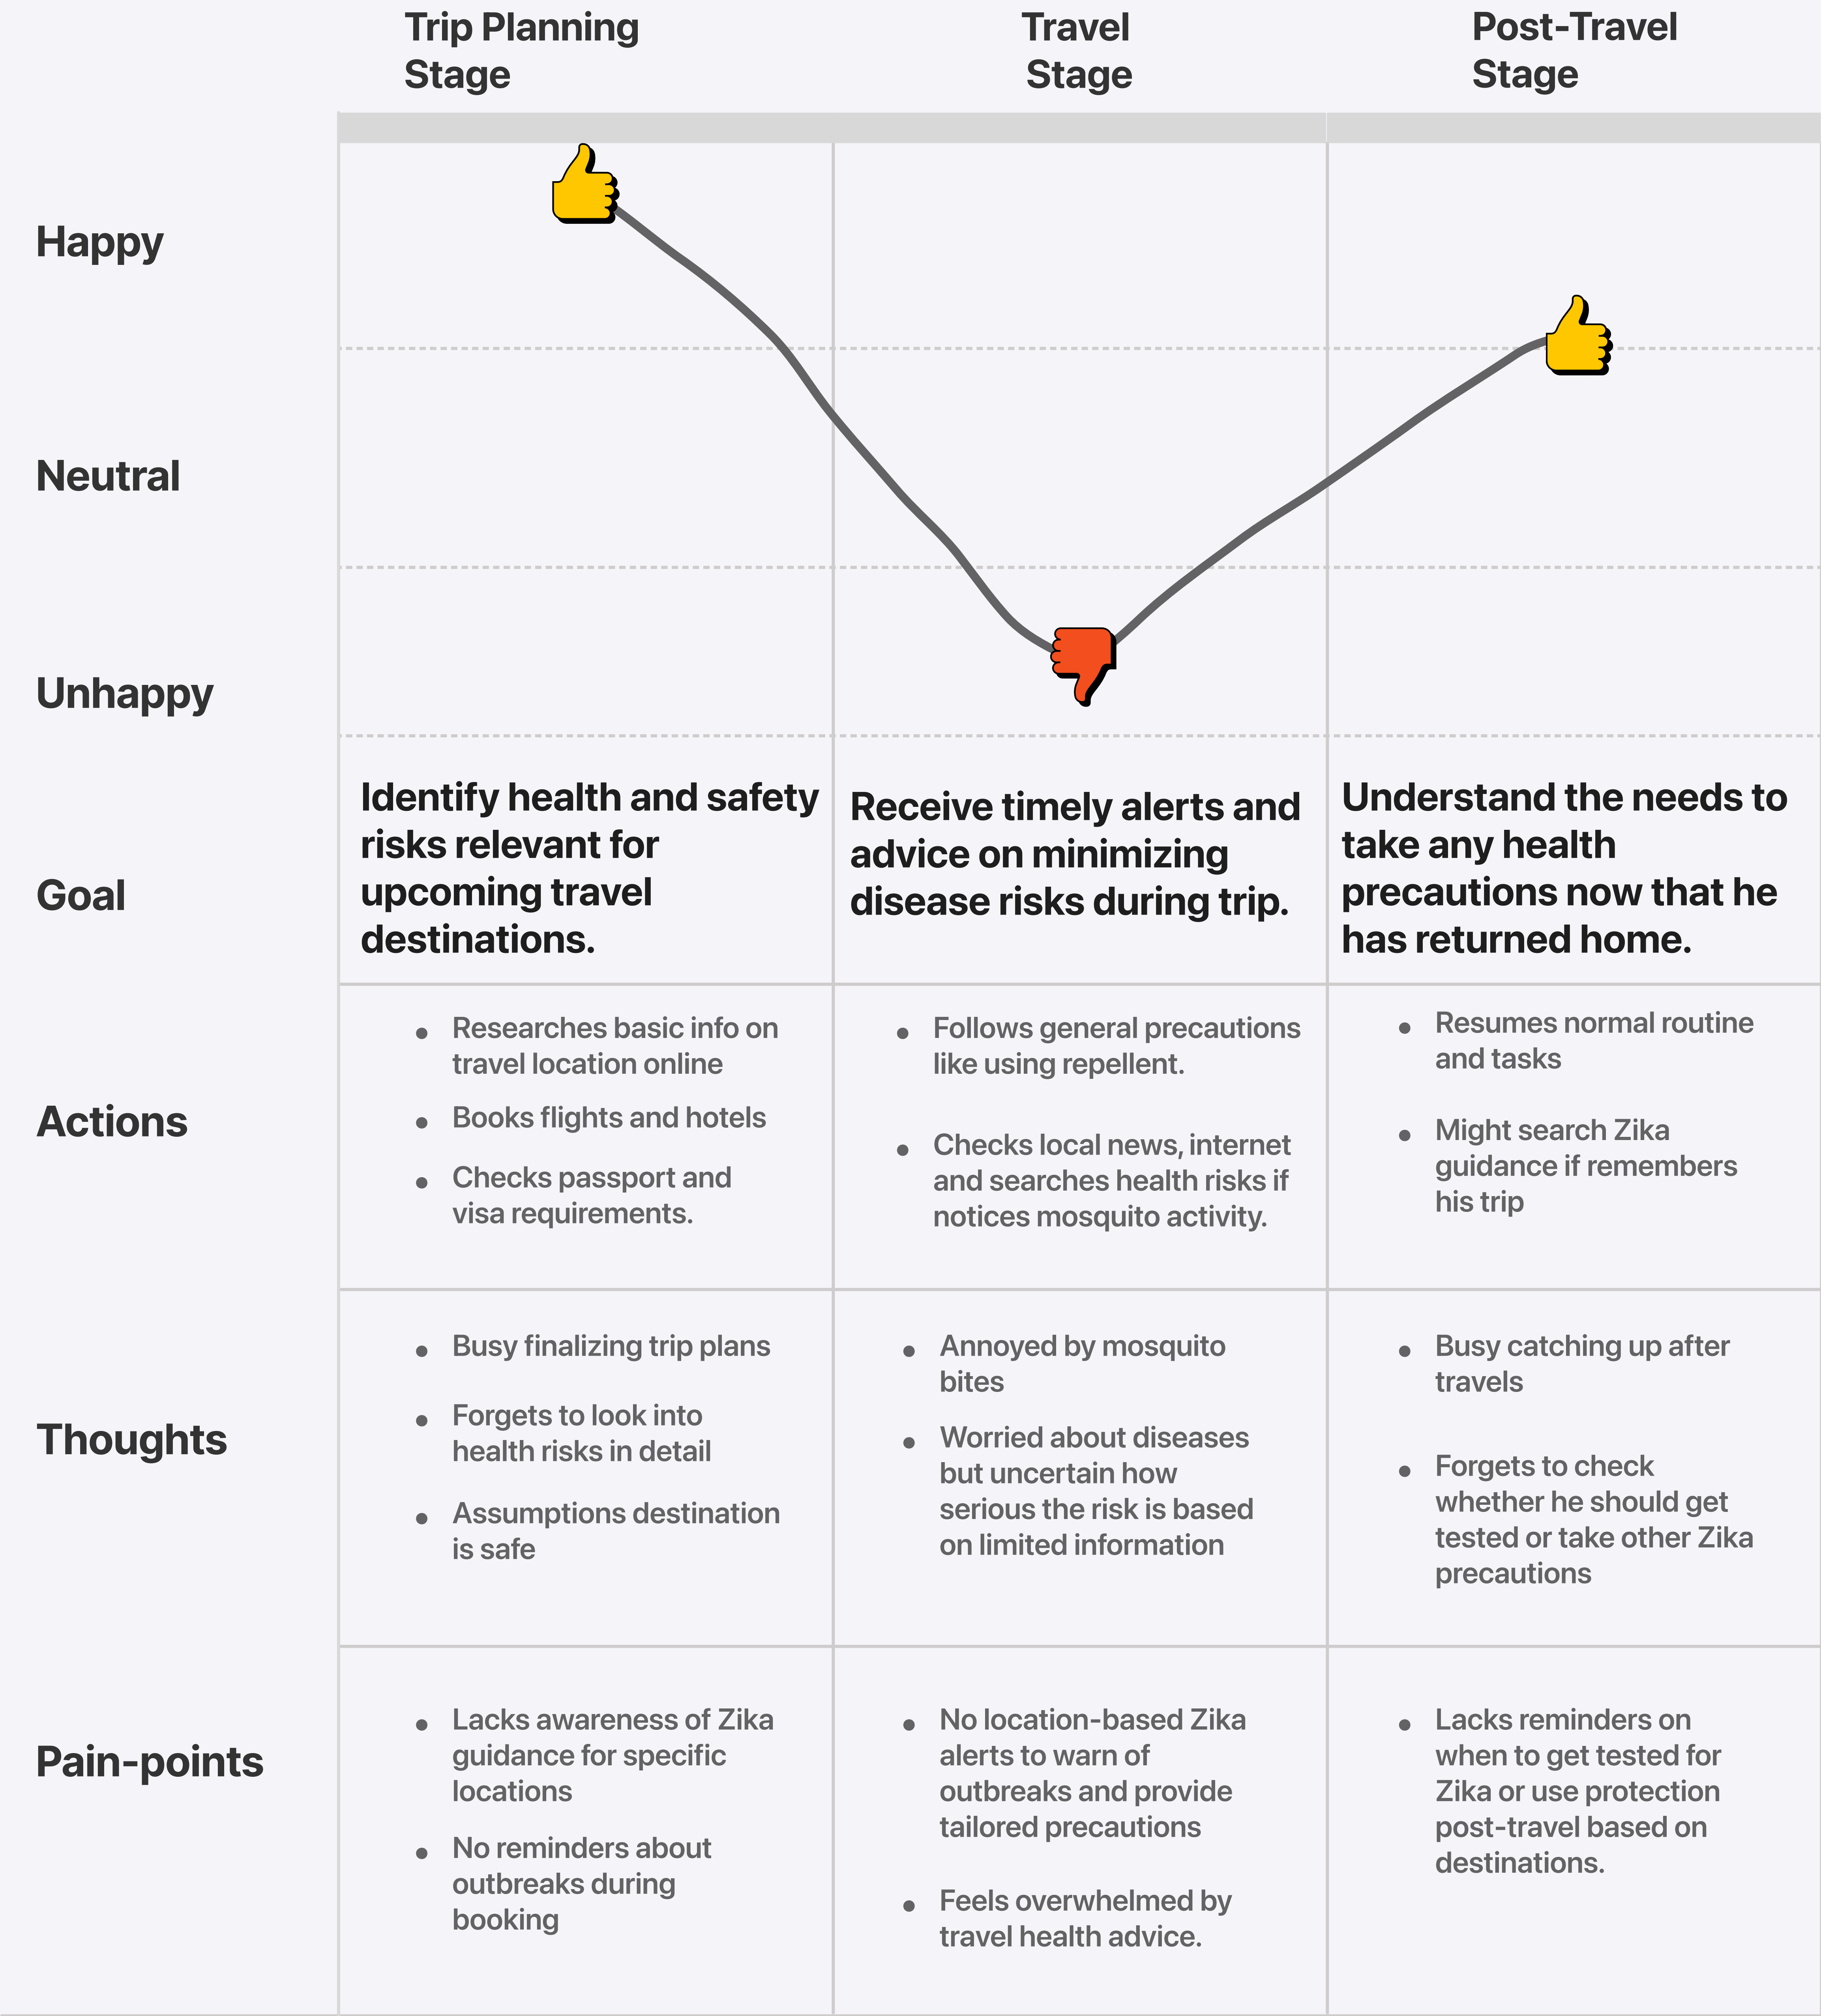 Trip Planning
Stage
Travel
Stage
Post-Travel
Stage
Happy
Neutral
Unhappy
Goal
Identify health and safety
risks relevant for
upcoming travel
destinations.
Receive timely alerts and
advice on minimizing
disease risks during trip.
Understand the needs to
take any health
precautions now that he
has returned home.
Actions
• Researches basic info on
travel location online
• Books flights and hotels
• Checks passport and
visa requirements.
• Follows general precautions
like using repellent.
• Checks local news, internet
and searches health risks if
notices mosquito activity.
• Resumes normal routine
and tasks
• Might search Zika
guidance if remembers
his trip
Thoughts
• Busy finalizing trip plans
• Forgets to look into
health risks in detail
• Assumptions destination
is safe
• Annoyed by mosquito
bites
• Worried about diseases
but uncertain how
serious the risk is based
on limited information
• Busy catching up after
travels
• Forgets to check
whether he should get
tested or take other Zika
precautions
Pain-points
• Lacks awareness of Zika
guidance for specific
locations
• No reminders about
outbreaks during
booking
• No location-based Zika
alerts to warn of
outbreaks and provide
tailored precautions
• Feels overwhelmed by
travel health advice.
• Lacks reminders on
when to get tested for
Zika or use protection
post-travel based on
destinations.